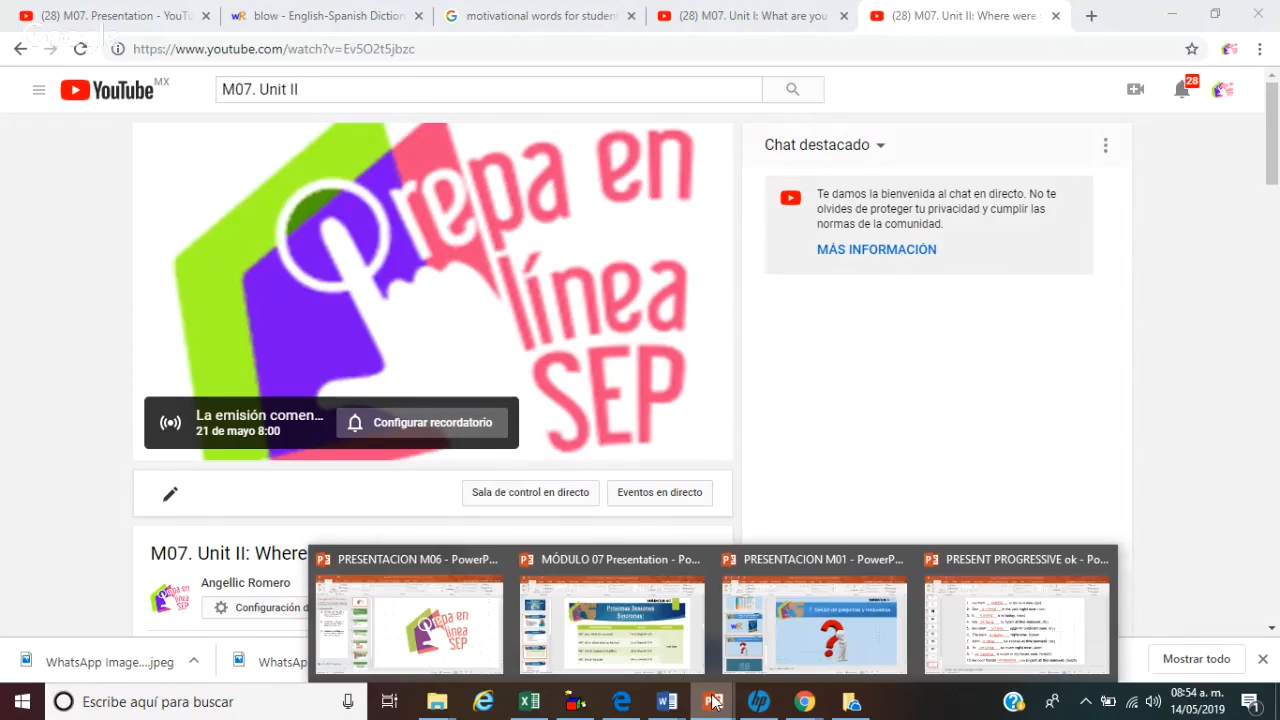 (28) M07. Presentation - YouTu
blow - English-Spanish Diction
motivational words for student
(28) M07. Unit I: What are you
(28) M07. Unit II: Where were
https://www.youtube.com/watch?v=Ev5O2t5jbzc
YouTube MX
M07. Unit II
28
Prepa en
línea
SEP
La emisión comen...
21 de mayo 8:00
Configurar recordatorio
Chat destacado
Te damos la bienvenida al chat en directo. No te
olvides de proteger tu privacidad y cumplir las
normas de la comunidad.
MÁS INFORMACIÓN
Sala de control en directo
Eventos en directo
M07. Unit II: Where
Angellic Romero
Configuración d
PRESENTACION M06 - PowerP...
MÓDULO 07 Presentation - Po...
PRESENTACION M01 - PowerP...
PRESENT PROGRESSIVE ok - Po...
WhatsApp Image....jpeg
Whats
Mostrar todo
Escribe aquí para buscar
08:54 a. m.
14/05/2019
1